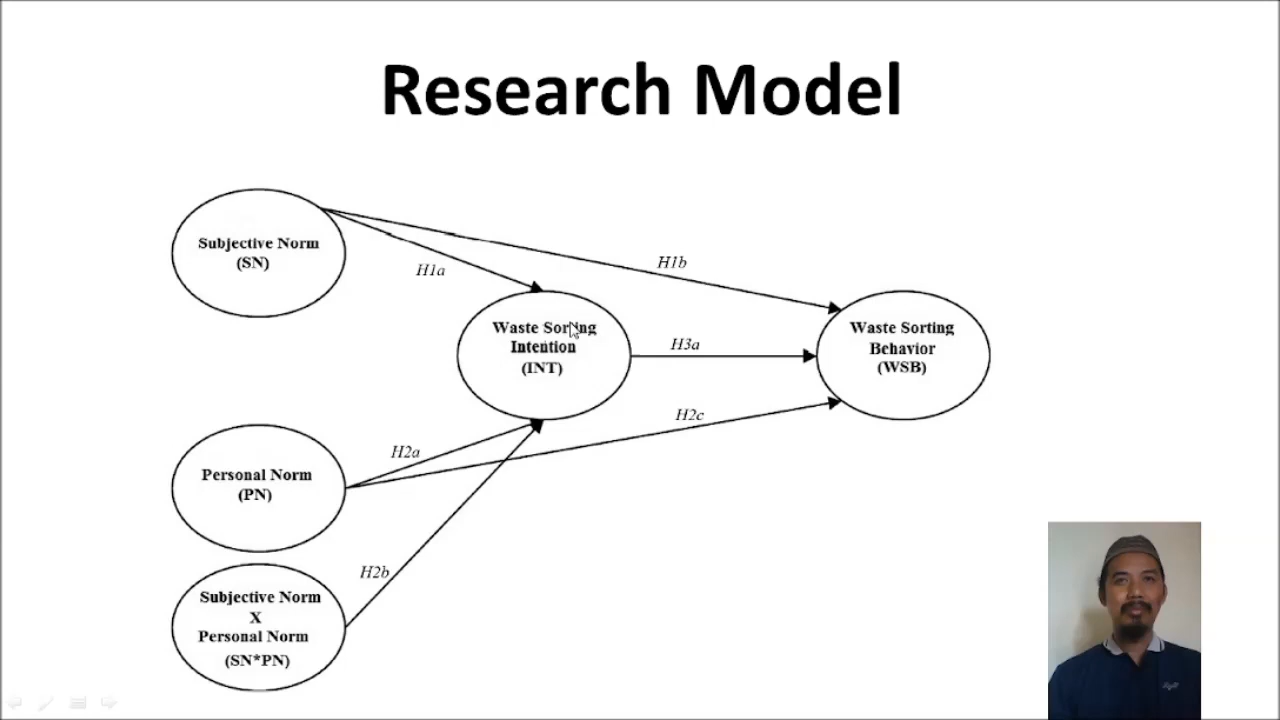 Research Model
Subjective Norm
(SN)
H1a
H1b
Waste Sorting
Intention
(INT)
H3a
Waste Sorting
Behavior
(WSB)
H2a
H2c
Personal Norm
(PN)
H2b
Subjective Norm
X
Personal Norm
(SN*PN)